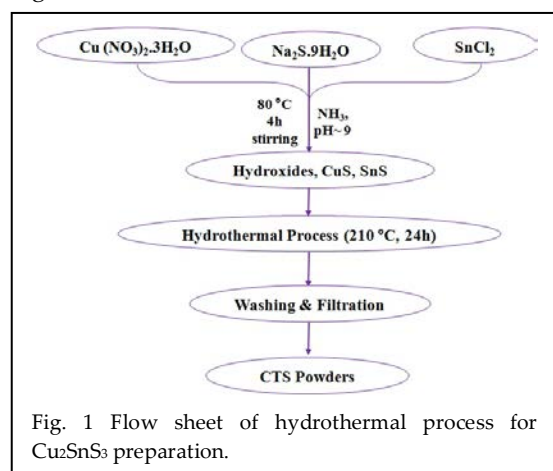 Cu (NO₃)₂.3H₂O
Na₂S.9H₂O
SnCl₂
80 °C
4h
stirring
NH₃,
pH~ 9
Hydroxides, CuS, SnS
Hydrothermal Process (210 °C, 24h)
Washing & Filtration
CTS Powders
Fig. 1 Flow sheet of hydrothermal process for
Cu₂SnS₃ preparation.